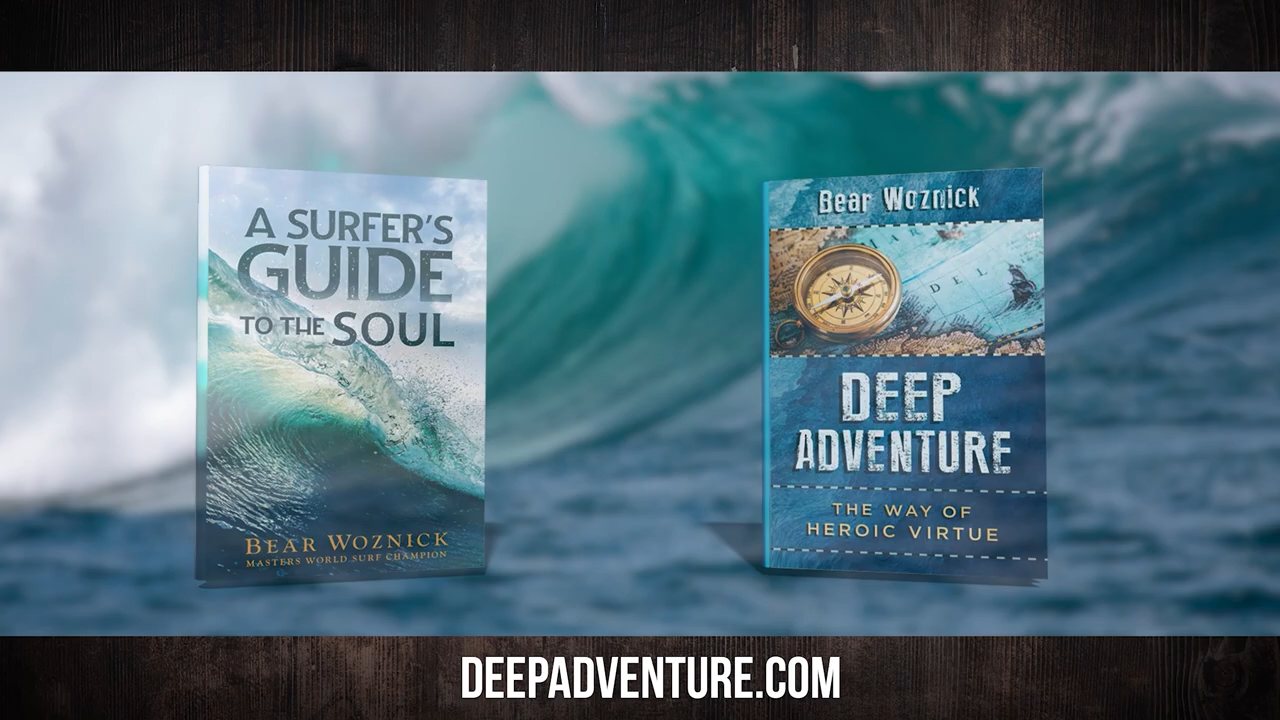 A SURFER'S
GUIDE
TO THE SOUL
BEAR WOZNICK
MASTERS WORLD SURF CHAMPION
Bear Woznick
DEL
DEEP
ADVENTURE
THE WAY OF
HEROIC VIRTUE
DEEPADVENTURE.COM